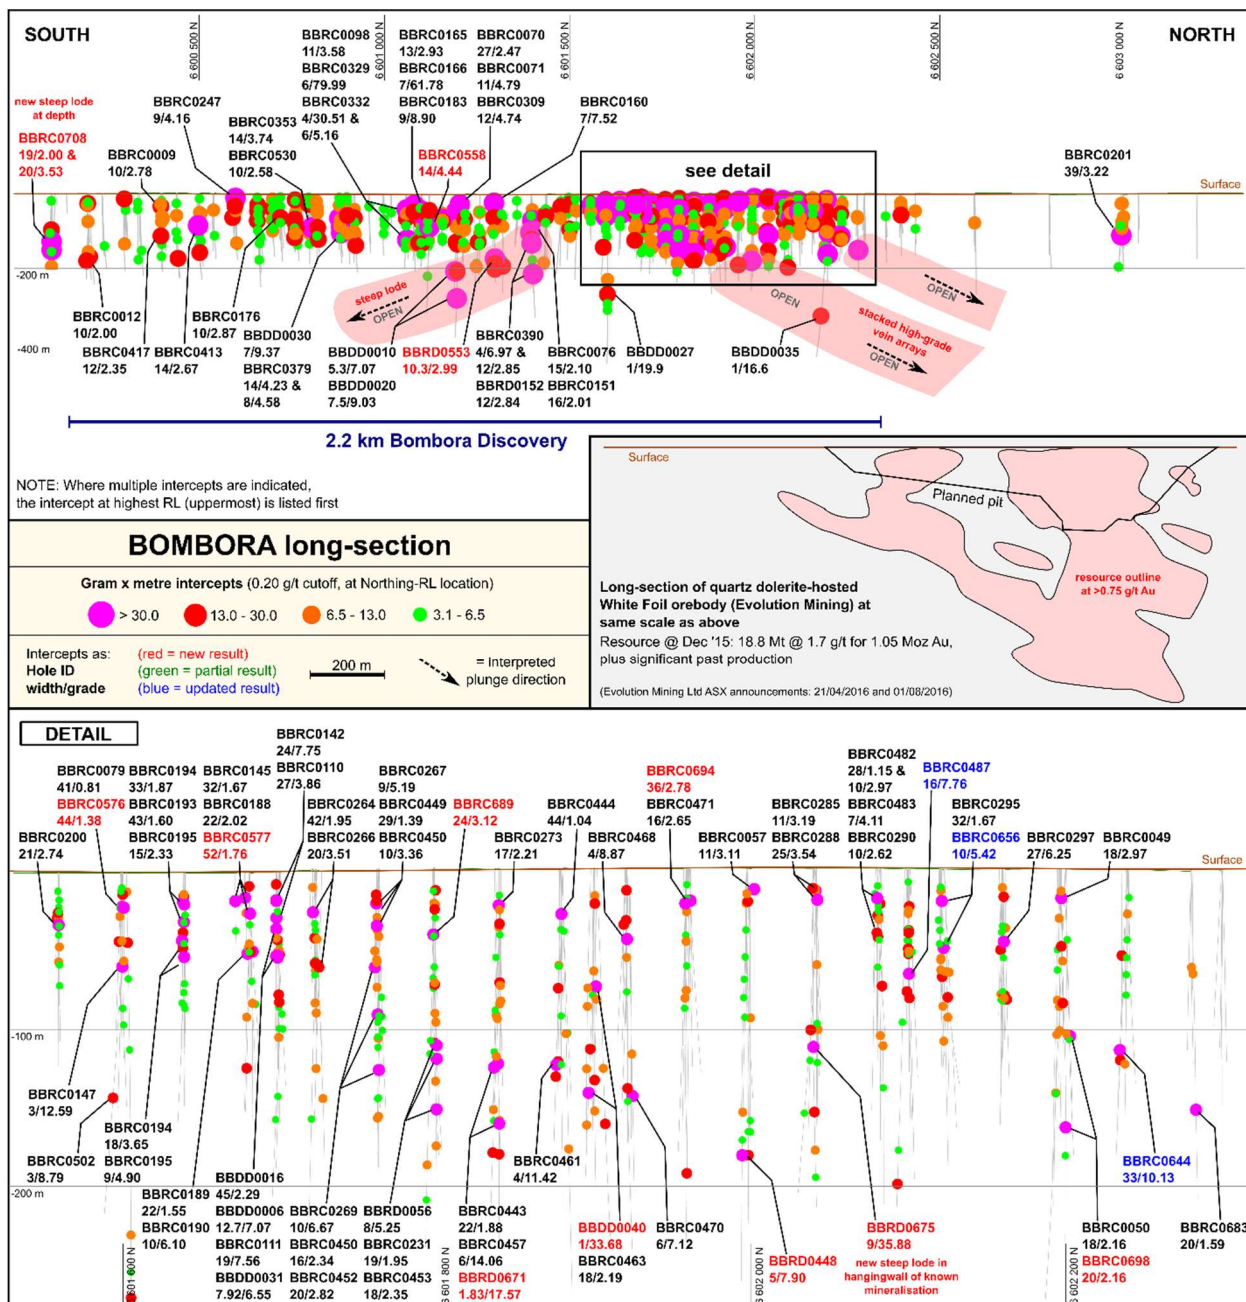 SOUTH
NORTH
6 600 500 N
6 601 000 N
6 601 500 N
6 602 000 N
6 602 500 N
6 603 000 N
BBRC0098
11/3.58
BBRC0329
6/79.99
BBRC0332
4/30.51 &
6/5.16
BBRC0165
13/2.93
BBRC0166
7/61.78
BBRC0183
9/8.90
BBRC0070
27/2.47
BBRC0071
11/4.79
BBRC0309
12/4.74
BBRC0160
7/7.52
new steep lode
at depth
BBRC0708
19/2.00 &
20/3.53
BBRC0009
10/2.78
BBRC0247
9/4.16
BBRC0353
14/3.74
BBRC0530
10/2.58
BBRC0558
14/4.44
see detail
BBRC0201
39/3.22
Surface
-200 m
-400 m
steep lode
OPEN
OPEN
OPEN
OPEN
stacked high-grade
vein arrays
BBRC0012
10/2.00
BBRC0417
12/2.35
BBRC0413
14/2.67
BBRC0176
10/2.87
BBDD0030
7/9.37
BBRC0379
14/4.23 &
8/4.58
BBDD0010
5.3/7.07
BBDD0020
7.5/9.03
BBRD0553
10.3/2.99
BBRC0390
4/6.97 &
12/2.85
BBRD0152
12/2.84
BBRC0076
15/2.10
BBRC0151
16/2.01
BBDD0027
1/19.9
BBDD0035
1/16.6
2.2 km Bombora Discovery
NOTE: Where multiple intercepts are indicated,
the intercept at highest RL (uppermost) is listed first
BOMBORA long-section
Gram x metre intercepts (0.20 g/t cutoff, at Northing-RL location)
> 30.0
13.0 - 30.0
6.5 - 13.0
3.1 - 6.5
Intercepts as:
Hole ID
width/grade
(red = new result)
(green = partial result)
(blue = updated result)
200 m
= Interpreted
plunge direction
Surface
Planned pit
resource outline
at >0.75 g/t Au
Long-section of quartz dolerite-hosted
White Foil orebody (Evolution Mining) at
same scale as above
Resource @ Dec '15: 18.8 Mt @ 1.7 g/t for 1.05 Moz Au,
plus significant past production
(Evolution Mining Ltd ASX announcements: 21/04/2016 and 01/08/2016)
DETAIL
BBRC0079
41/0.81
BBRC0576
44/1.38
BBRC0200
21/2.74
BBRC0194
33/1.87
BBRC0193
43/1.60
BBRC0195
15/2.33
BBRC0145
32/1.67
BBRC0188
22/2.02
BBRC0577
52/1.76
BBRC0142
24/7.75
BBRC0110
27/3.86
BBRC0264
42/1.95
BBRC0266
20/3.51
BBRC0267
9/5.19
BBRC0449
29/1.39
BBRC0450
10/3.36
BBRC689
24/3.12
BBRC0273
17/2.21
BBRC0444
44/1.04
BBRC0468
4/8.87
BBRC0694
36/2.78
BBRC0471
16/2.65
BBRC0057
11/3.11
BBRC0285
11/3.19
BBRC0288
25/3.54
BBRC0482
28/1.15 &
10/2.97
BBRC0483
7/4.11
BBRC0290
10/2.62
BBRC0487
16/7.76
BBRC0295
32/1.67
BBRC0656
10/5.42
BBRC0297
27/6.25
BBRC0049
18/2.97
Surface
-100 m
-200 m
BBRC0147
3/12.59
BBRC0502
3/8.79
BBRC0194
18/3.65
BBRC0195
9/4.90
BBRC0189
22/1.55
BBRC0190
10/6.10
BBDD0016
45/2.29
BBDD0006
12.7/7.07
BBRC0111
19/7.56
BBDD0031
7.92/6.55
BBRC0269
10/6.67
BBRC0450
16/2.34
BBRC0452
20/2.82
BBRD0056
8/5.25
BBRC0231
19/1.95
BBRC0453
18/2.35
BBRC0443
22/1.88
BBRC0457
6/14.06
BBRD0671
1.83/17.57
BBRC0461
4/11.42
BBDD0040
1/33.68
BBRC0463
18/2.19
BBRC0470
6/7.12
BBRD0448
5/7.90
BBRD0675
9/35.88
new steep lode in
hangingwall of known
mineralisation
BBRC0644
33/10.13
BBRC0050
18/2.16
BBRC0698
20/2.16
BBRC0683
20/1.59
6 601 600 N
6 601 800 N
6 602 000 N
6 602 200 N